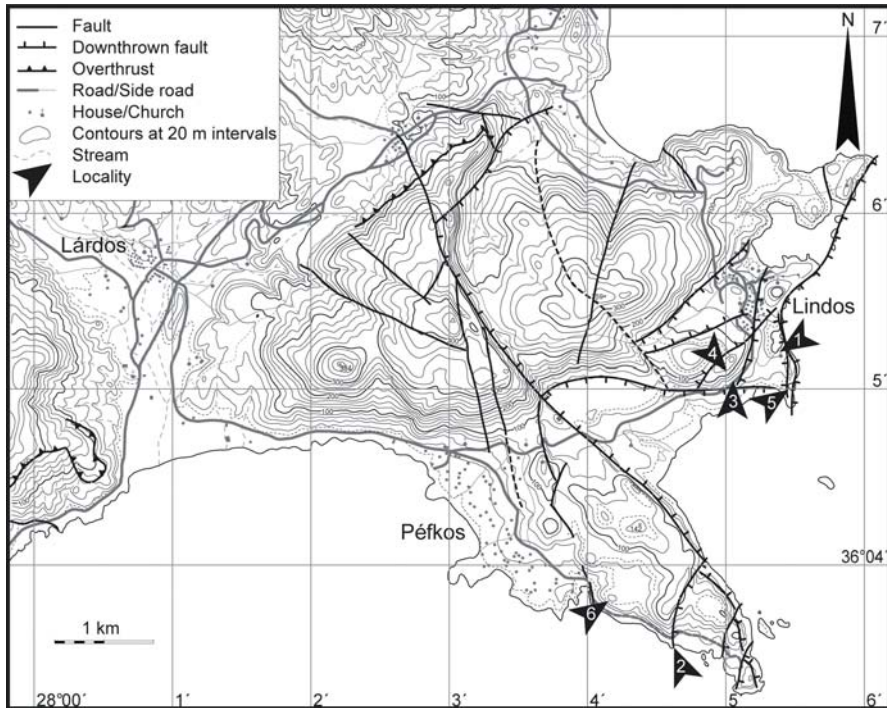 Fault
Downthrown fault
Overthrust
Road/Side road
House/Church
Contours at 20 m intervals
Stream
Locality
N
7´
6´
Lárdos
Lindos
1
4
5´
3
5
Péfkos
36°04´
6
2
1 km
28°00´
1´
2´
3´
4´
5´
6´